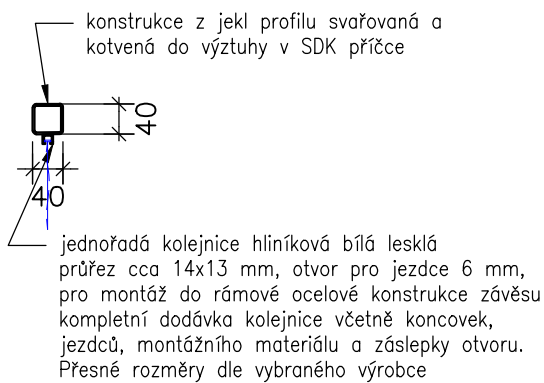 konstrukce z jekl profilu svařovaná a
kotvená do výztuhy v SDK příčce
40
40
jednořadá kolejnice hliníková bílá lesklá
průřez cca 14x13 mm, otvor pro jezdce 6 mm,
pro montáž do rámové ocelové konstrukce závěsu
kompletní dodávka kolejnice včetně koncovek,
jezdců, montážního materiálu a záslepky otvoru.
Přesné rozměry dle vybraného výrobce